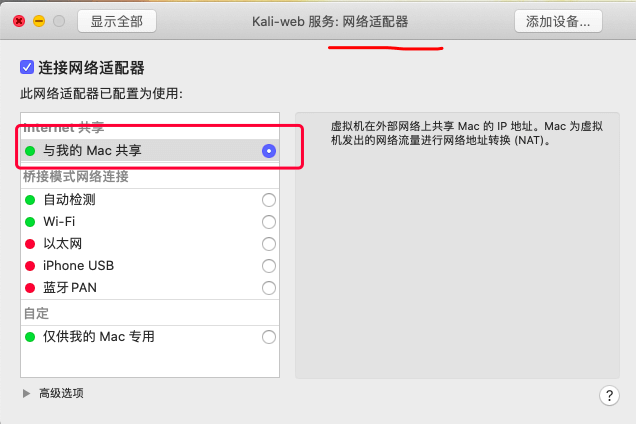 显示全部
Kali-web 服务: 网络适配器
添加设备...
连接网络适配器
此网络适配器已配置为使用:
Internet 共享
与我的 Mac 共享
桥接模式网络连接
自动检测
Wi-Fi
以太网
iPhone USB
蓝牙 PAN
自定
仅供我的 Mac 专用
虚拟机在外部网络上共享 Mac 的 IP 地址。Mac 为虚拟
机发出的网络流量进行网络地址转换 (NAT)。
高级选项
?